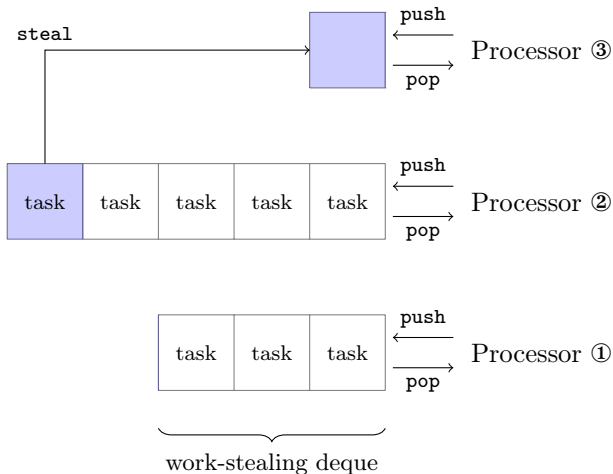 push
steal
Processor ③
pop
push
task task task task task
Processor ②
pop
push
task task task
Processor ①
pop
work-stealing deque